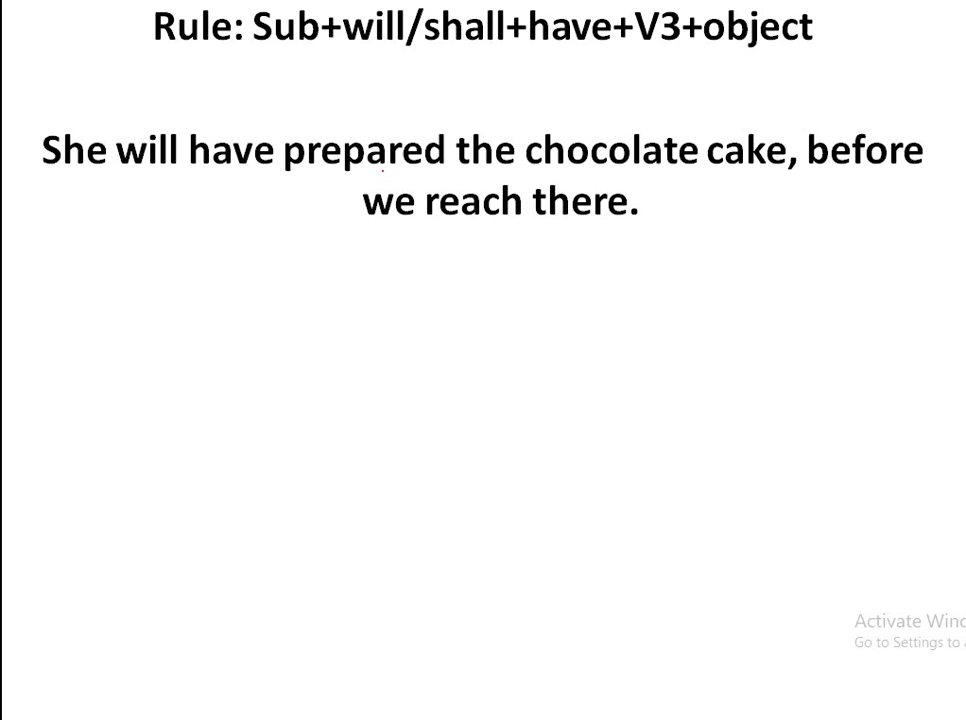 Rule: Sub+will/shall+have+V3+object
She will have prepared the chocolate cake, before
we reach there.
Activate Wind
Go to Settings to